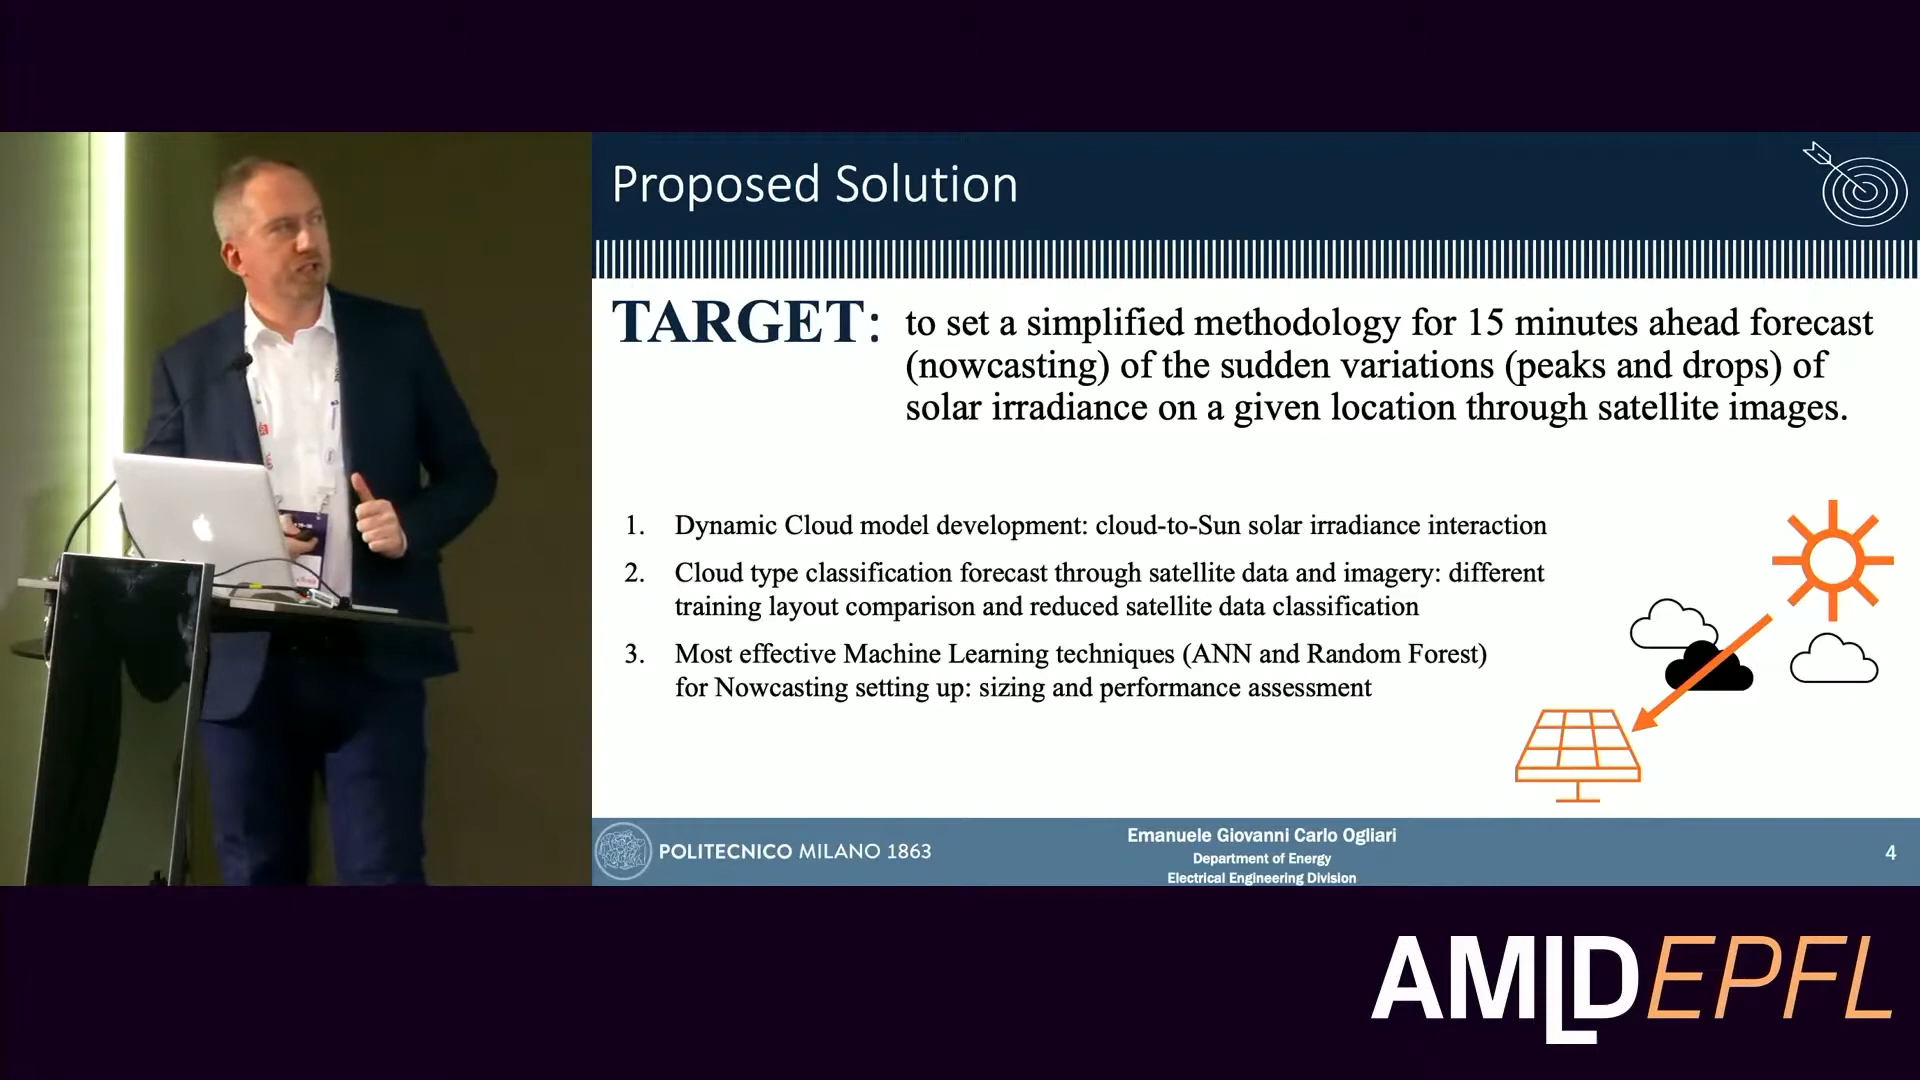 Proposed Solution
TARGET: to set a simplified methodology for 15 minutes ahead forecast
(nowcasting) of the sudden variations (peaks and drops) of
solar irradiance on a given location through satellite images.
1. Dynamic Cloud model development: cloud-to-Sun solar irradiance interaction
2. Cloud type classification forecast through satellite data and imagery: different
training layout comparison and reduced satellite data classification
3. Most effective Machine Learning techniques (ANN and Random Forest)
for Nowcasting setting up: sizing and performance assessment
POLITECNICO MILANO 1863
Emanuele Giovanni Carlo Ogliari
Department of Energy
Electrical Engineering Division
4
AMLD EPFL